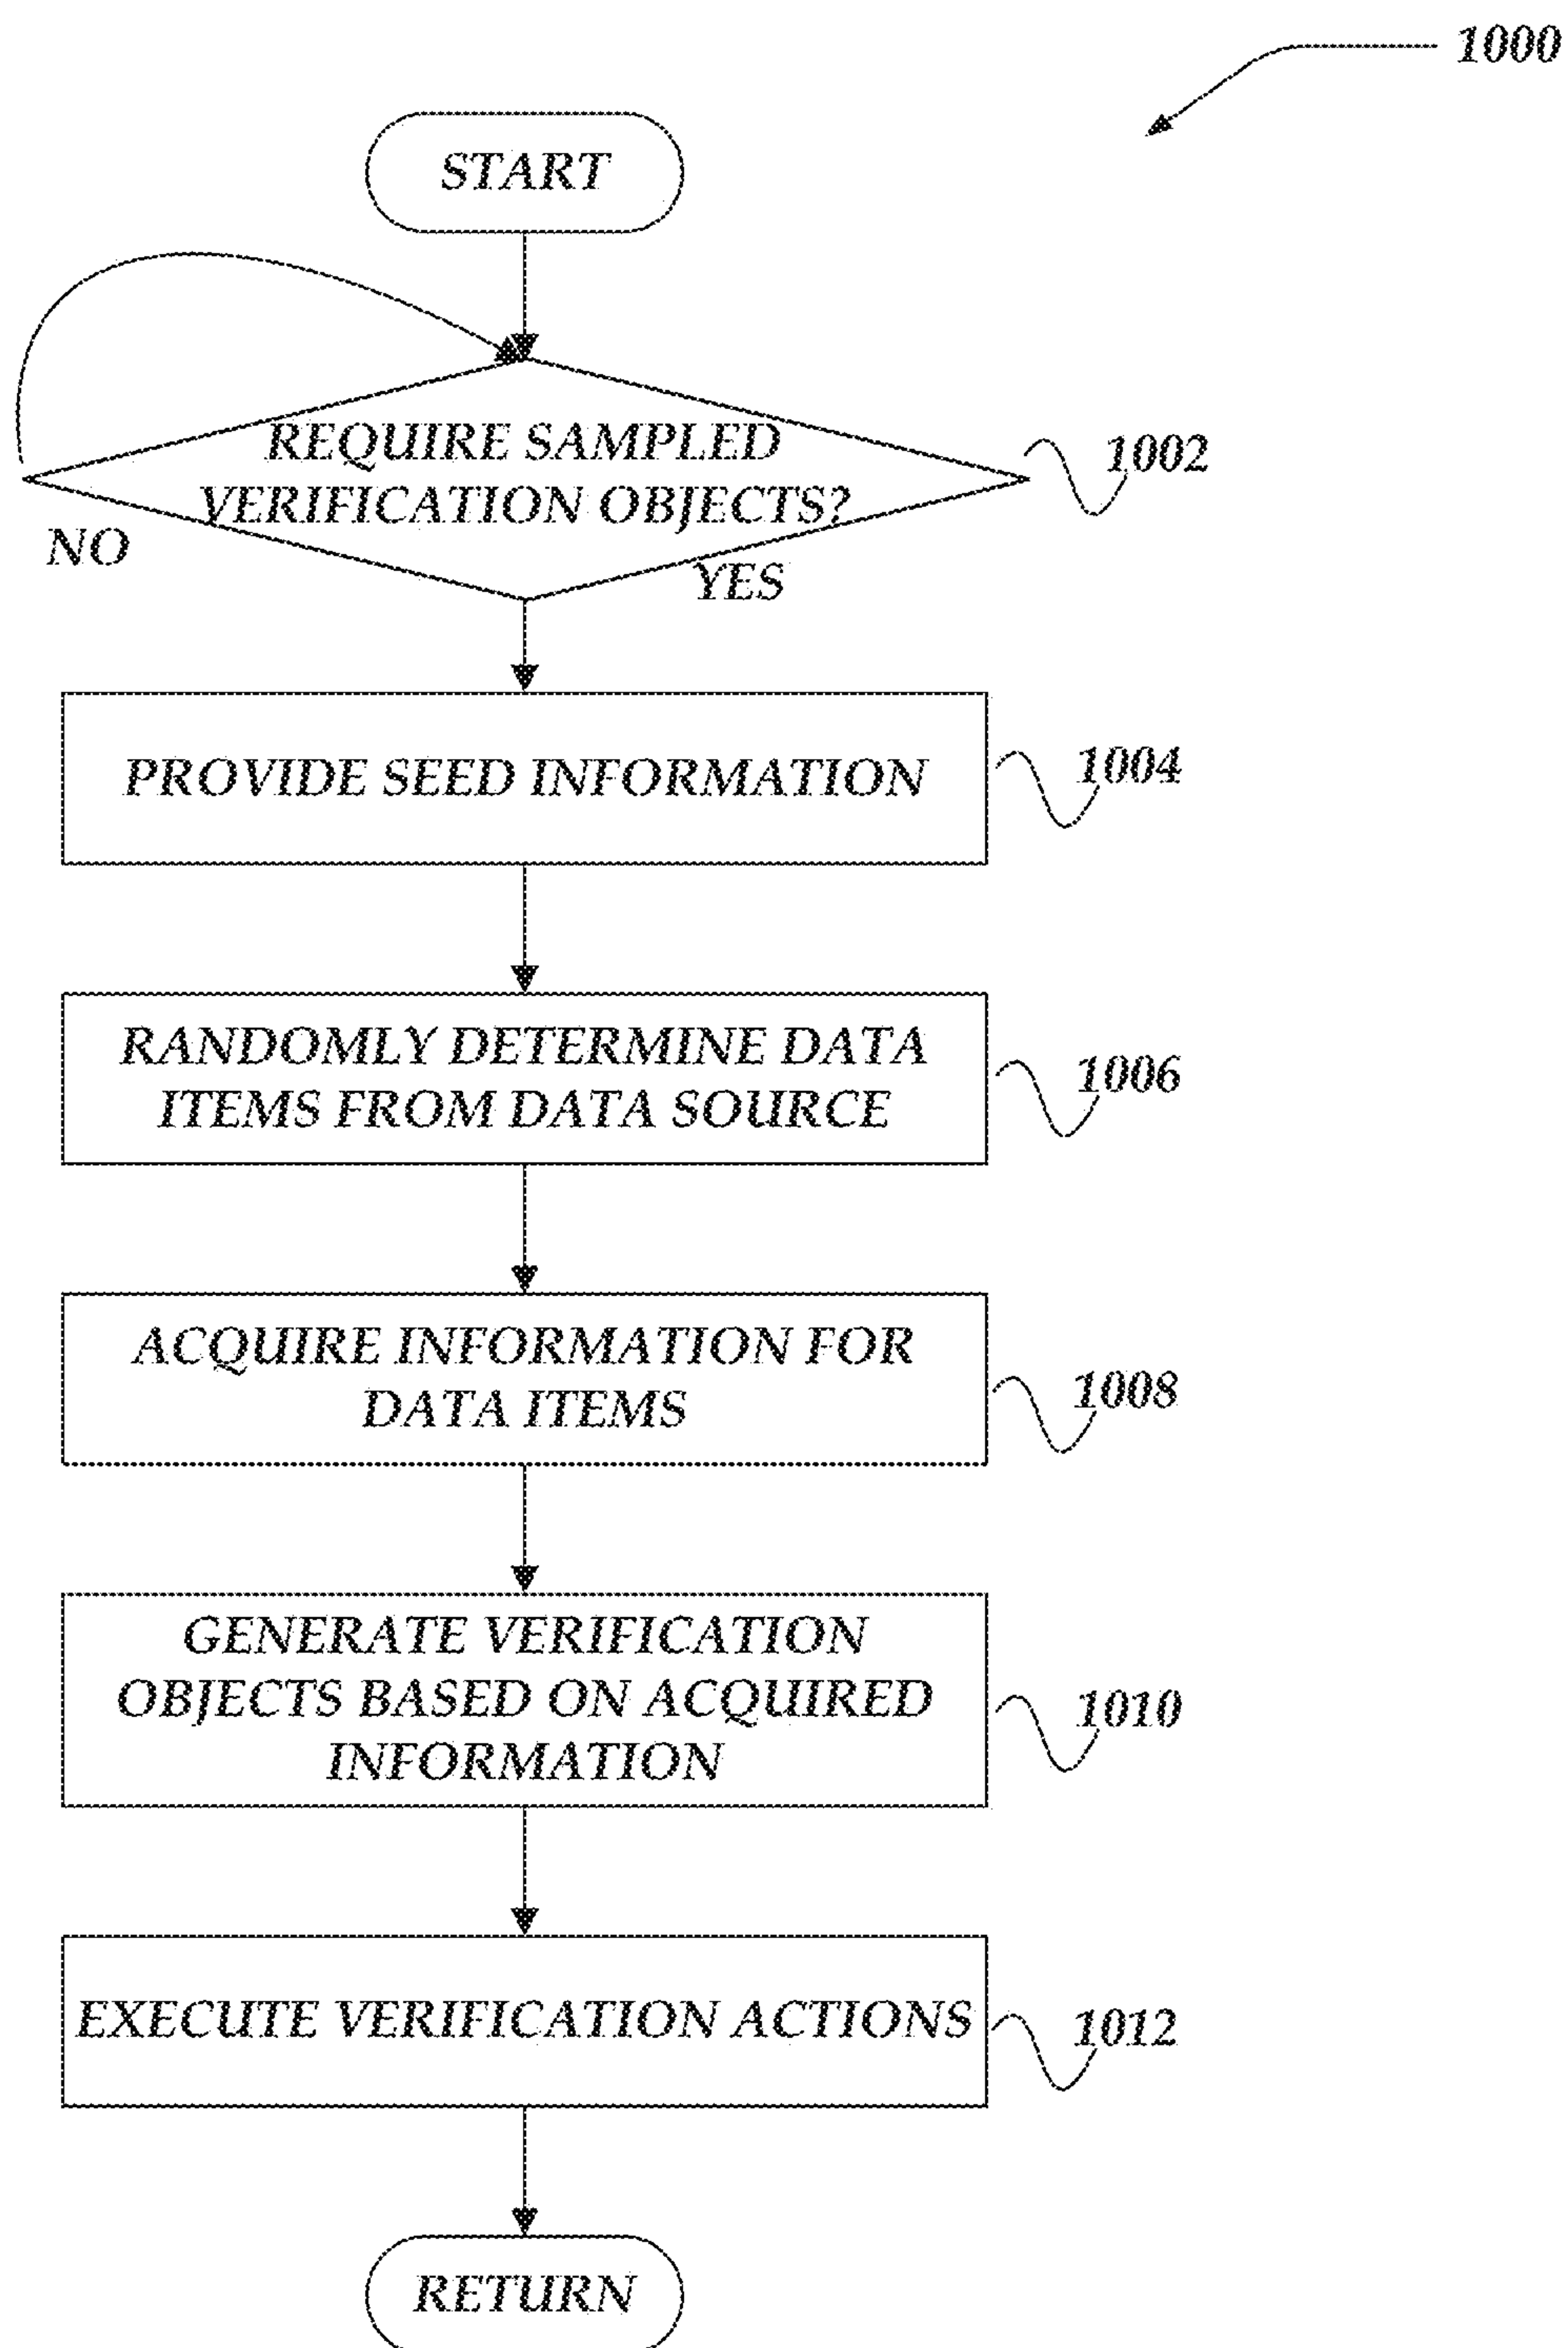 1000
START
REQUIRE SAMPLED
VERIFICATION OBJECTS?
1002
NO
YES
PROVIDE SEED INFORMATION
1004
RANDOMLY DETERMINE DATA
ITEMS FROM DATA SOURCE
1006
ACQUIRE INFORMATION FOR
DATA ITEMS
1008
GENERATE VERIFICATION
OBJECTS BASED ON ACQUIRED
INFORMATION
1010
EXECUTE VERIFICATION ACTIONS
1012
RETURN